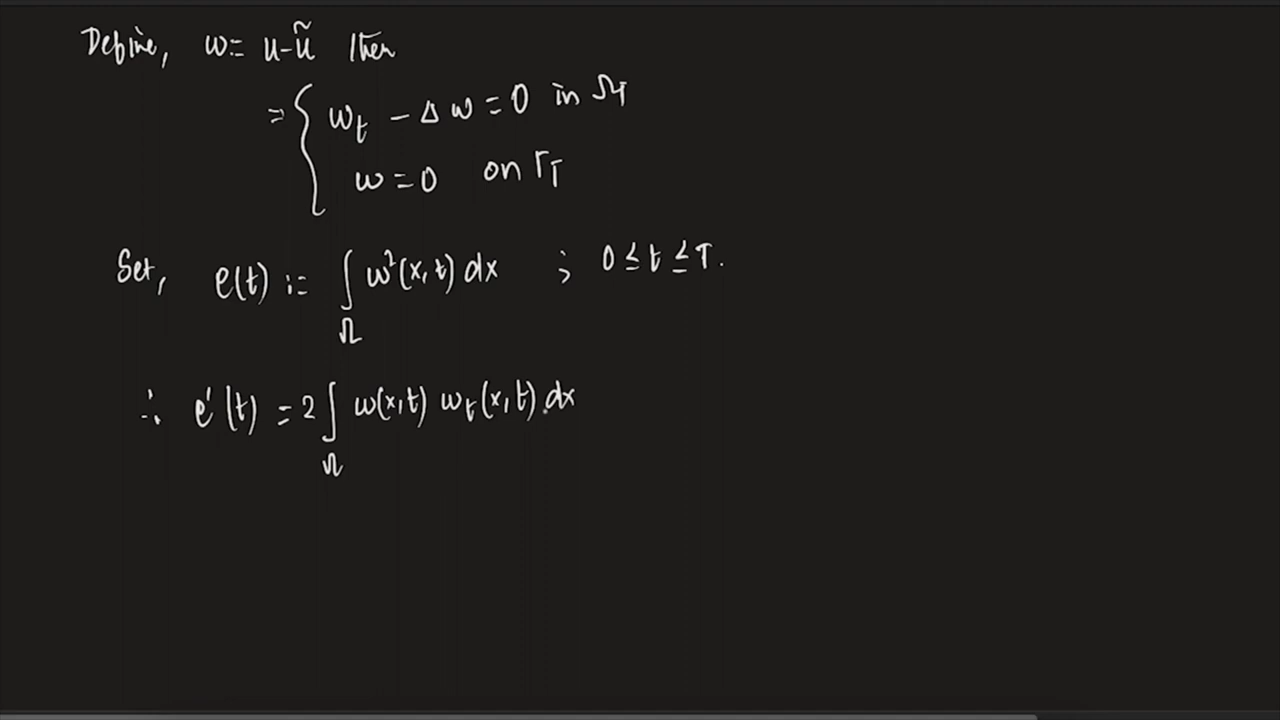 Define, w = u-ũ then
⇒ { w_t - Δw = 0 in Ω_T
w = 0 on Γ_T
Set, e(t) := ∫_Ω w²(x,t) dx ; 0 ≤ t ≤ T.
∴ e'(t) = 2 ∫_Ω w(x,t) w_t(x,t) dx